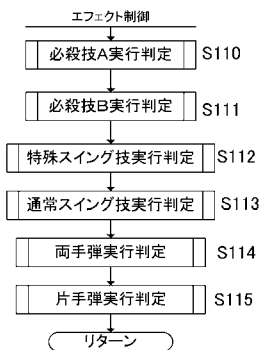 エフェクト制御
必殺技A実行判定 S110
必殺技B実行判定 S111
特殊スイング技実行判定 S112
通常スイング技実行判定 S113
両手弾実行判定 S114
片手弾実行判定 S115
リターン